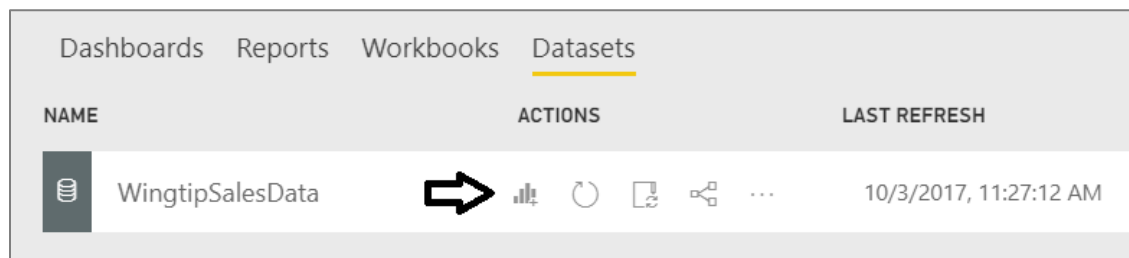 Dashboards Reports Workbooks Datasets
NAME ACTIONS LAST REFRESH
WingtipSalesData ... 10/3/2017, 11:27:12 AM